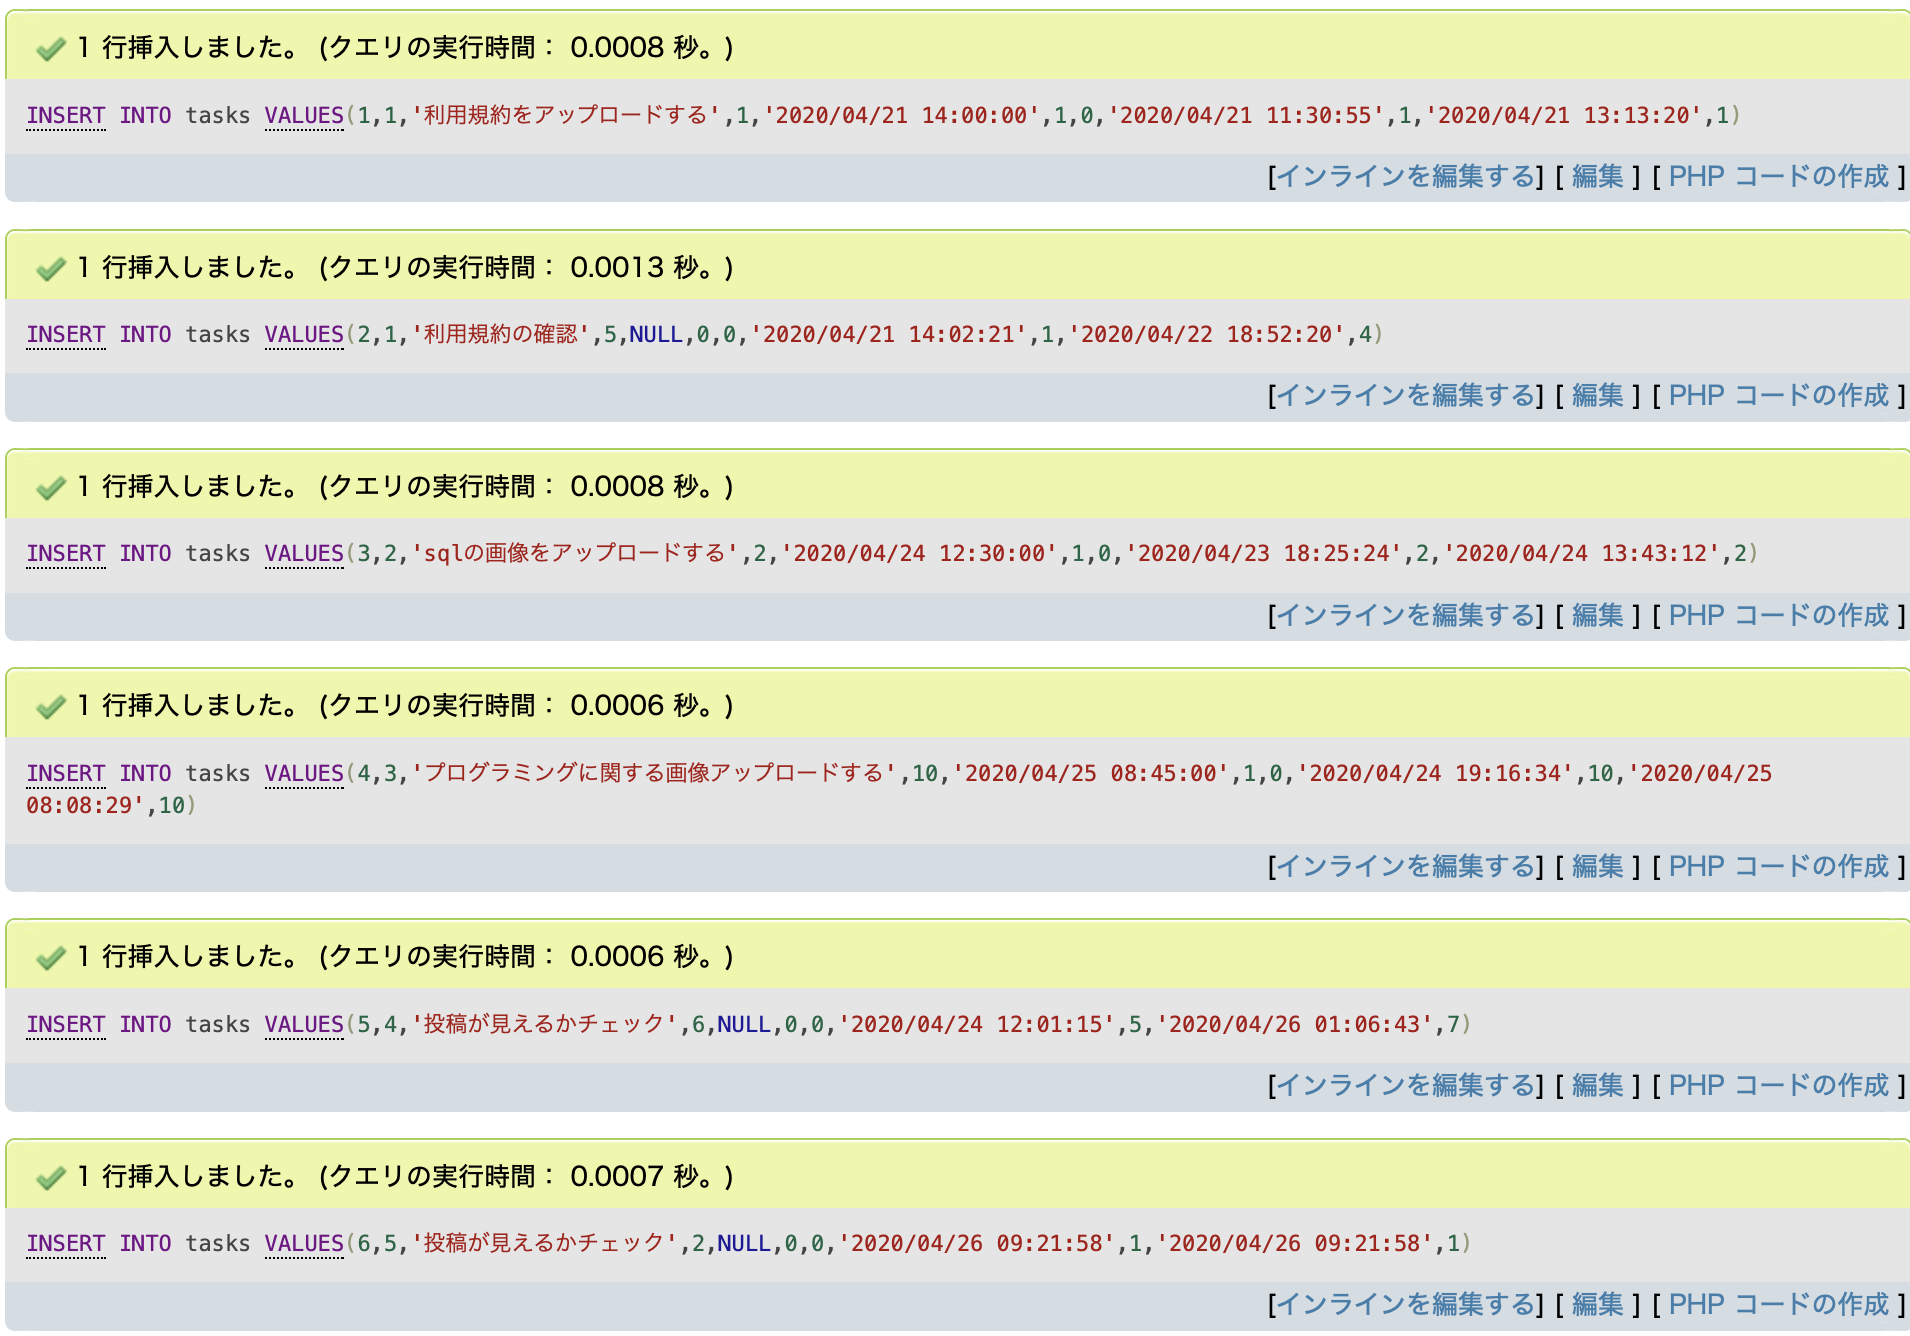 1 行挿入しました。 (クエリの実行時間： 0.0008 秒。)
INSERT INTO tasks VALUES(1,1,'利用規約をアップロードする',1,'2020/04/21 14:00:00',1,0,'2020/04/21 11:30:55',1,'2020/04/21 13:13:20',1)
[インラインを編集する] [ 編集 ] [ PHP コードの作成 ]
1 行挿入しました。 (クエリの実行時間： 0.0013 秒。)
INSERT INTO tasks VALUES(2,1,'利用規約の確認',5,NULL,0,0,'2020/04/21 14:02:21',1,'2020/04/22 18:52:20',4)
[インラインを編集する] [ 編集 ] [ PHP コードの作成 ]
1 行挿入しました。 (クエリの実行時間： 0.0008 秒。)
INSERT INTO tasks VALUES(3,2,'sqlの画像をアップロードする',2,'2020/04/24 12:30:00',1,0,'2020/04/23 18:25:24',2,'2020/04/24 13:43:12',2)
[インラインを編集する] [ 編集 ] [ PHP コードの作成 ]
1 行挿入しました。 (クエリの実行時間： 0.0006 秒。)
INSERT INTO tasks VALUES(4,3,'プログラミングに関する画像アップロードする',10,'2020/04/25 08:45:00',1,0,'2020/04/24 19:16:34',10,'2020/04/25
08:08:29',10)
[インラインを編集する] [ 編集 ] [ PHP コードの作成 ]
1 行挿入しました。 (クエリの実行時間： 0.0006 秒。)
INSERT INTO tasks VALUES(5,4,'投稿が見えるかチェック',6,NULL,0,0,'2020/04/24 12:01:15',5,'2020/04/26 01:06:43',7)
[インラインを編集する] [ 編集 ] [ PHP コードの作成 ]
1 行挿入しました。 (クエリの実行時間： 0.0007 秒。)
INSERT INTO tasks VALUES(6,5,'投稿が見えるかチェック',2,NULL,0,0,'2020/04/26 09:21:58',1,'2020/04/26 09:21:58',1)
[インラインを編集する] [ 編集 ] [ PHP コードの作成 ]